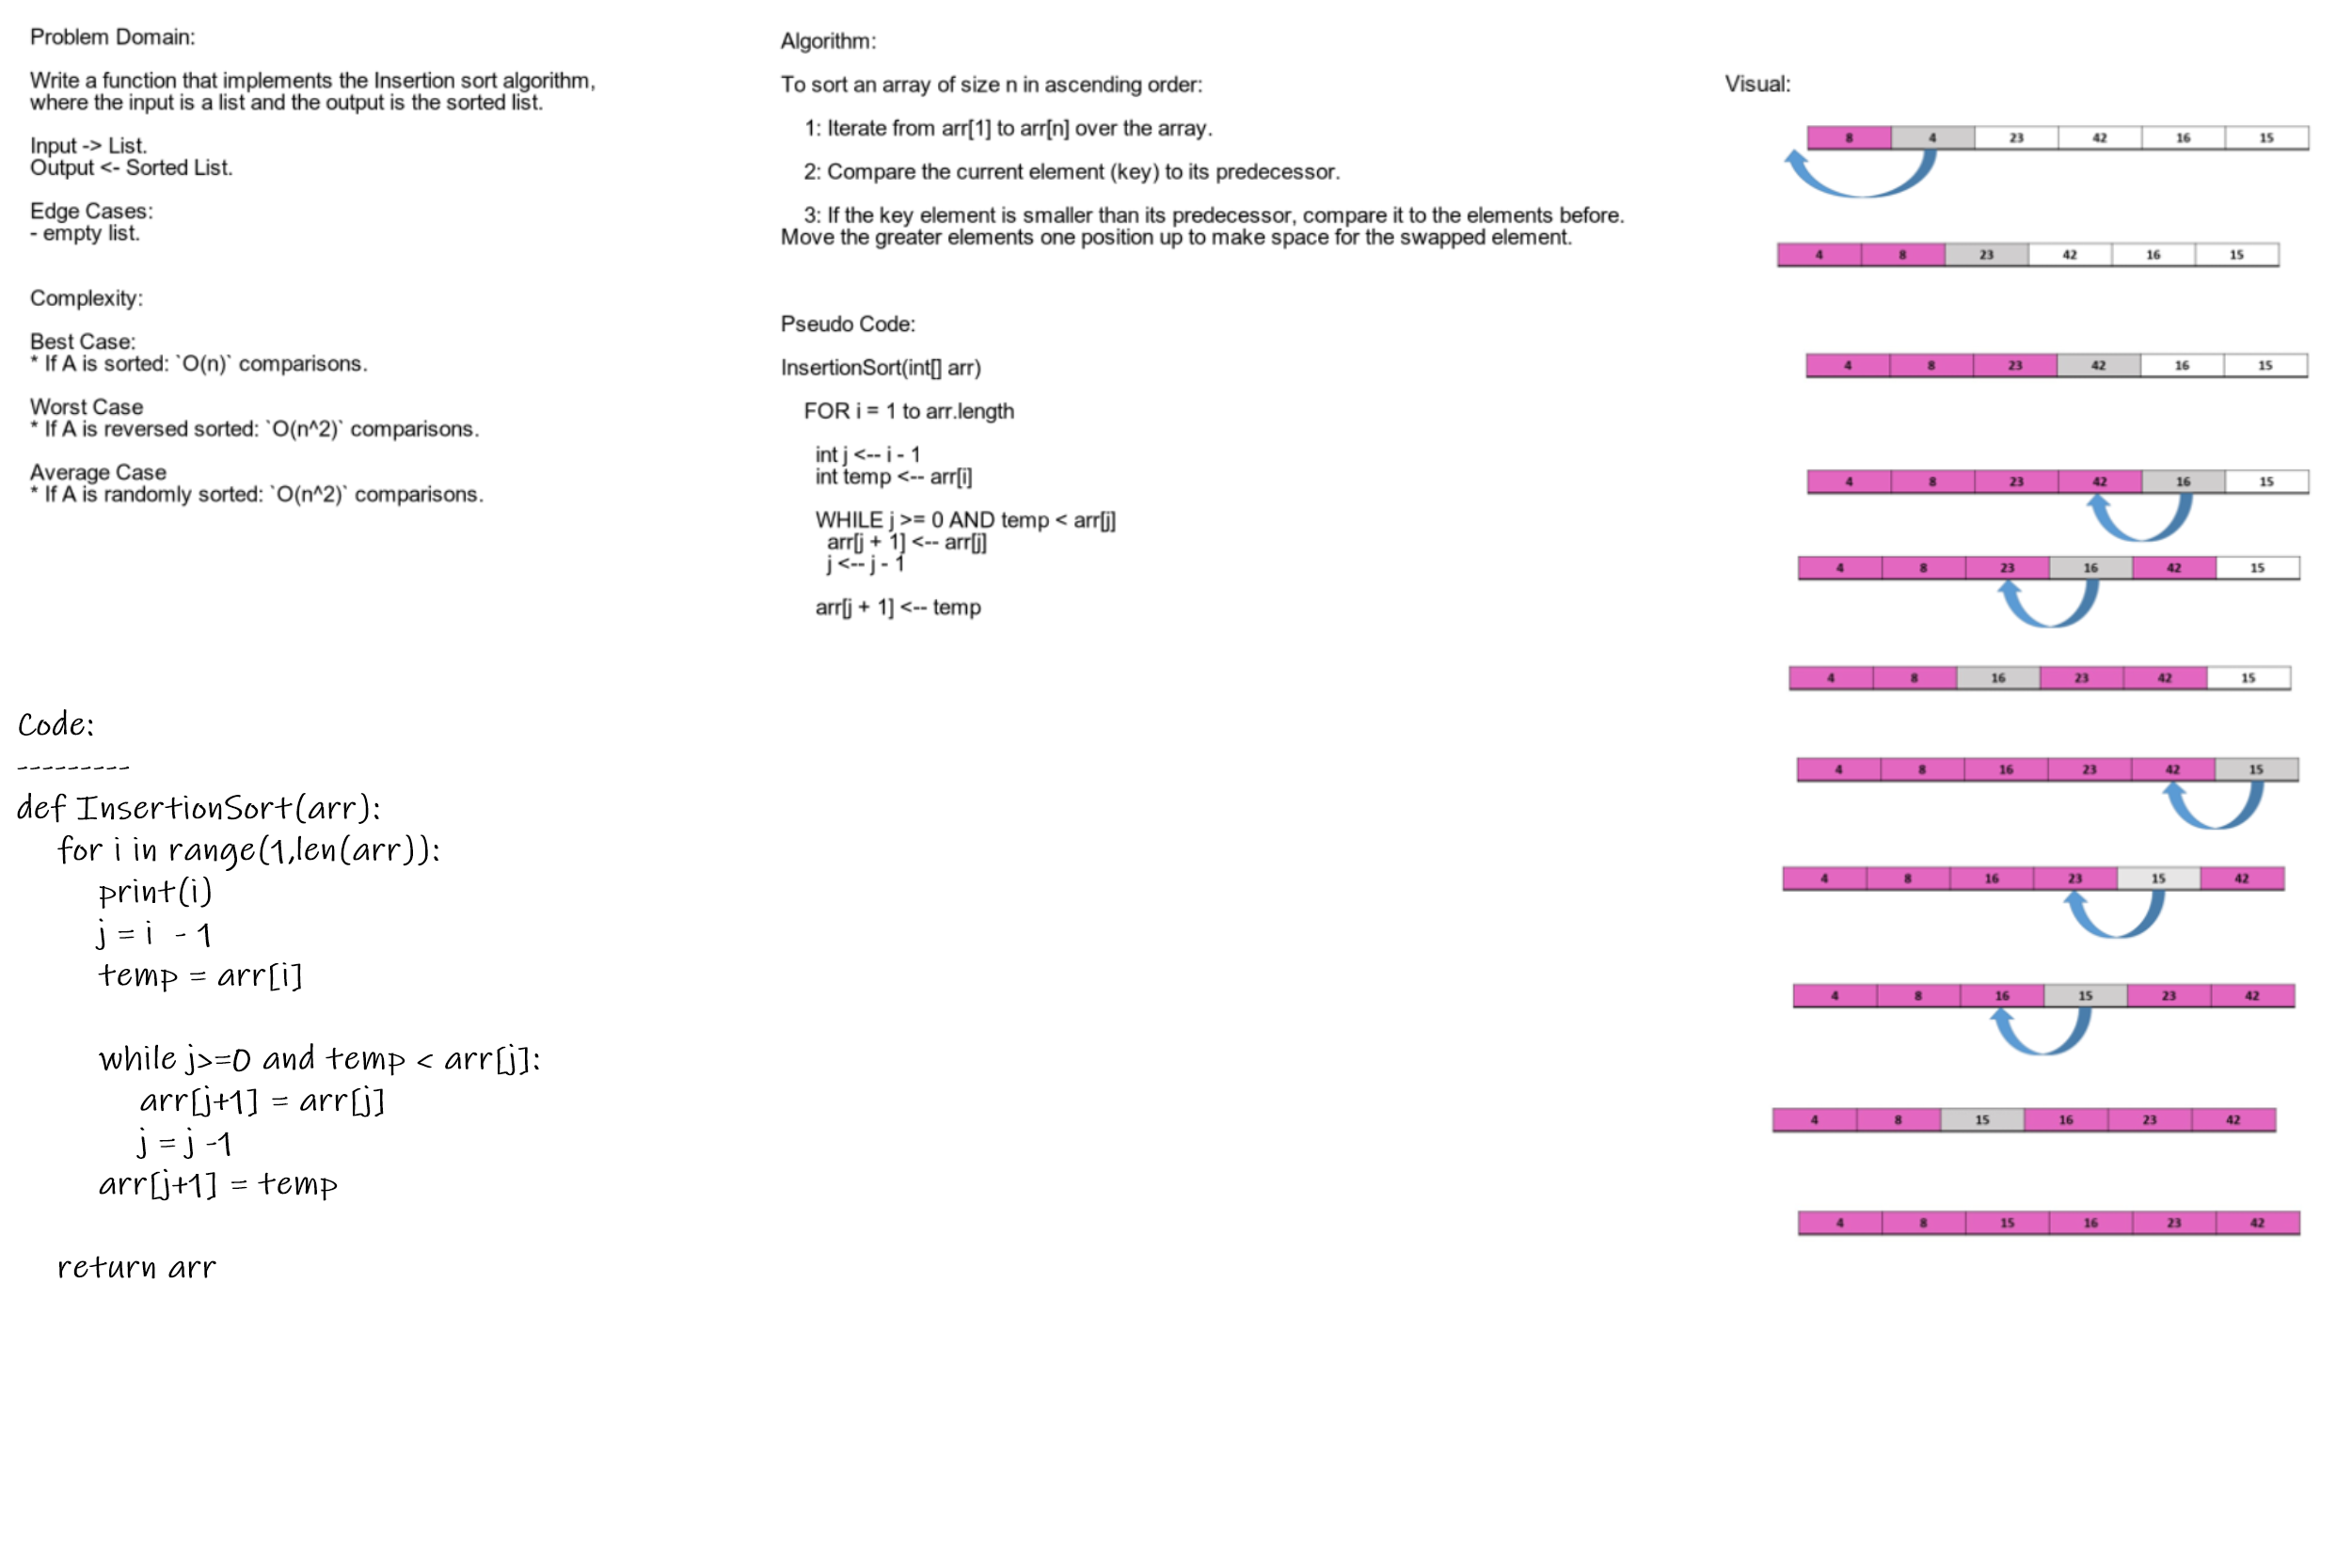 Problem Domain:
Write a function that implements the Insertion sort algorithm,
where the input is a list and the output is the sorted list.
Input -> List.
Output <- Sorted List.
Edge Cases:
- empty list.
Complexity:
Best Case:
* If A is sorted: `O(n)` comparisons.
Worst Case
* If A is reversed sorted: `O(n^2)` comparisons.
Average Case
* If A is randomly sorted: `O(n^2)` comparisons.
Code:
---------
def InsertionSort(arr):
for i in range(1,len(arr)):
print(i)
j = i - 1
temp = arr[i]
while j>=0 and temp < arr[j]:
arr[j+1] = arr[j]
j = j -1
arr[j+1] = temp
return arr
Algorithm:
To sort an array of size n in ascending order:
1: Iterate from arr[1] to arr[n] over the array.
2: Compare the current element (key) to its predecessor.
3: If the key element is smaller than its predecessor, compare it to the elements before.
Move the greater elements one position up to make space for the swapped element.
Pseudo Code:
InsertionSort(int[] arr)
FOR i = 1 to arr.length
int j <-- i - 1
int temp <-- arr[i]
WHILE j >= 0 AND temp < arr[j]
arr[j + 1] <-- arr[j]
j <-- j - 1
arr[j + 1] <-- temp
Visual:
8 4 23 42 16 15
4 8 23 42 16 15
4 8 23 42 16 15
4 8 23 42 16 15
4 8 23 16 42 15
4 8 16 23 42 15
4 8 16 23 42 15
4 8 16 23 15 42
4 8 16 15 23 42
4 8 15 16 23 42
4 8 15 16 23 42